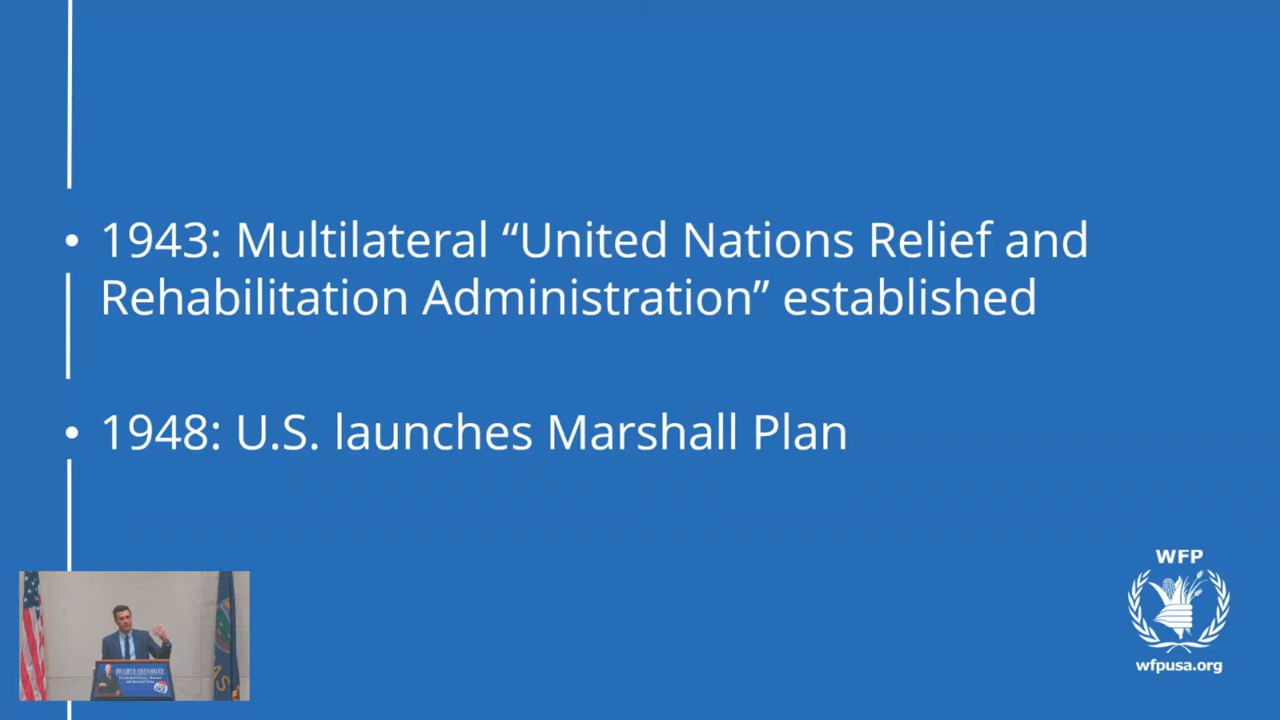 • 1943: Multilateral “United Nations Relief and
Rehabilitation Administration” established
• 1948: U.S. launches Marshall Plan
WFP
wfpusa.org